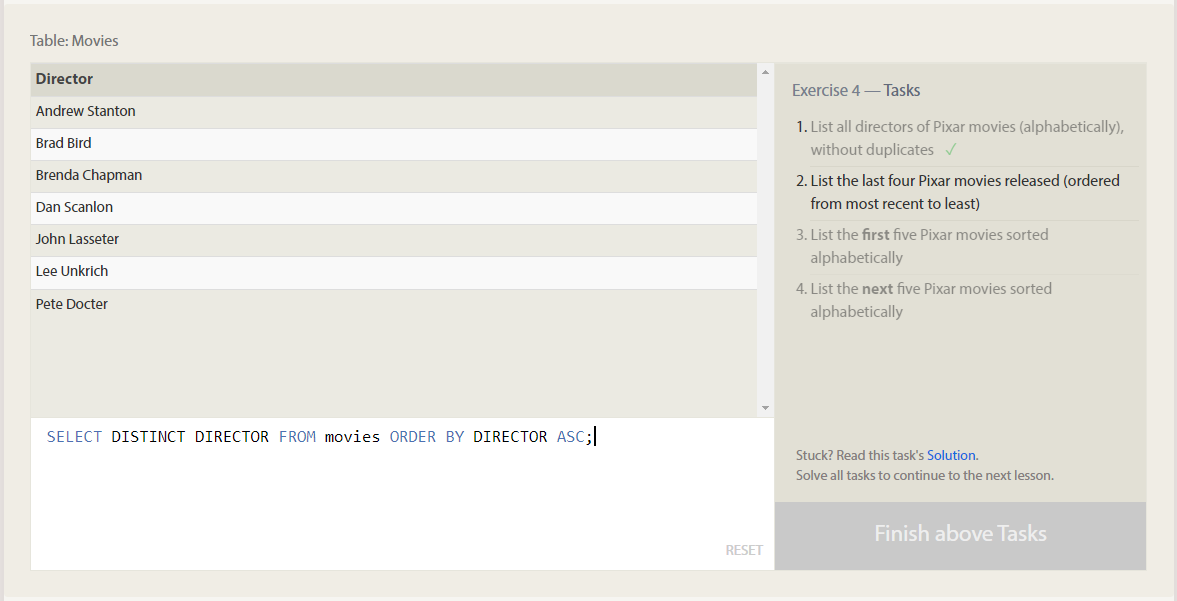 Table: Movies
Director
Andrew Stanton
Brad Bird
Brenda Chapman
Dan Scanlon
John Lasseter
Lee Unkrich
Pete Docter
SELECT DISTINCT DIRECTOR FROM movies ORDER BY DIRECTOR ASC;
RESET
Exercise 4 — Tasks
1. List all directors of Pixar movies (alphabetically),
without duplicates ✓
2. List the last four Pixar movies released (ordered
from most recent to least)
3. List the first five Pixar movies sorted
alphabetically
4. List the next five Pixar movies sorted
alphabetically
Stuck? Read this task's Solution.
Solve all tasks to continue to the next lesson.
Finish above Tasks